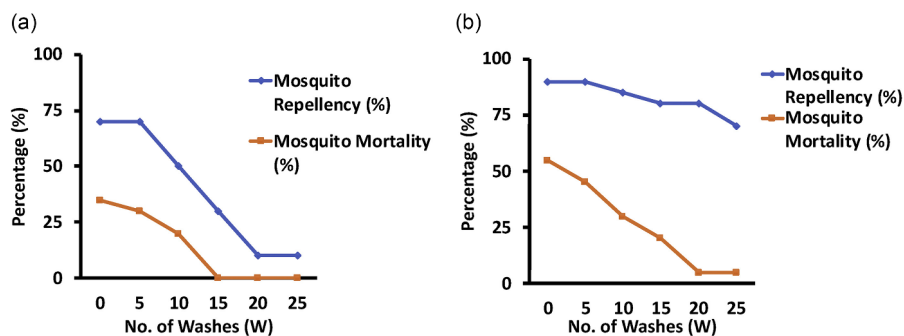 (a)
100
75
50
25
0
Percentage (%)
0 5 10 15 20 25
No. of Washes (W)
Mosquito
Repellency (%)
Mosquito Mortality
(%)
(b)
100
75
50
25
0
Percentage (%)
0 5 10 15 20 25
No. of Washes (W)
Mosquito
Repellency (%)
Mosquito
Mortality (%)